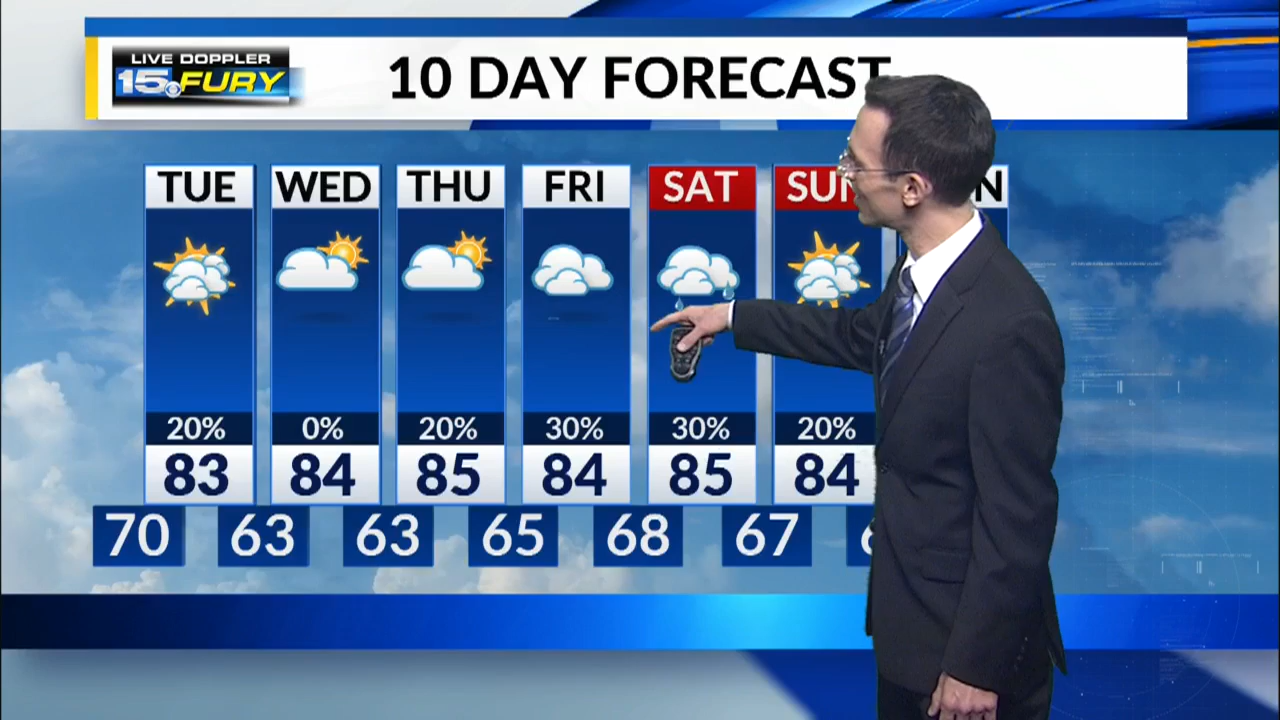 LIVE DOPPLER
15 FURY
10 DAY FORECAST
TUE WED THU FRI SAT SUN
20% 0% 20% 30% 30% 20%
83 84 85 84 85 84
70 63 63 65 68 67